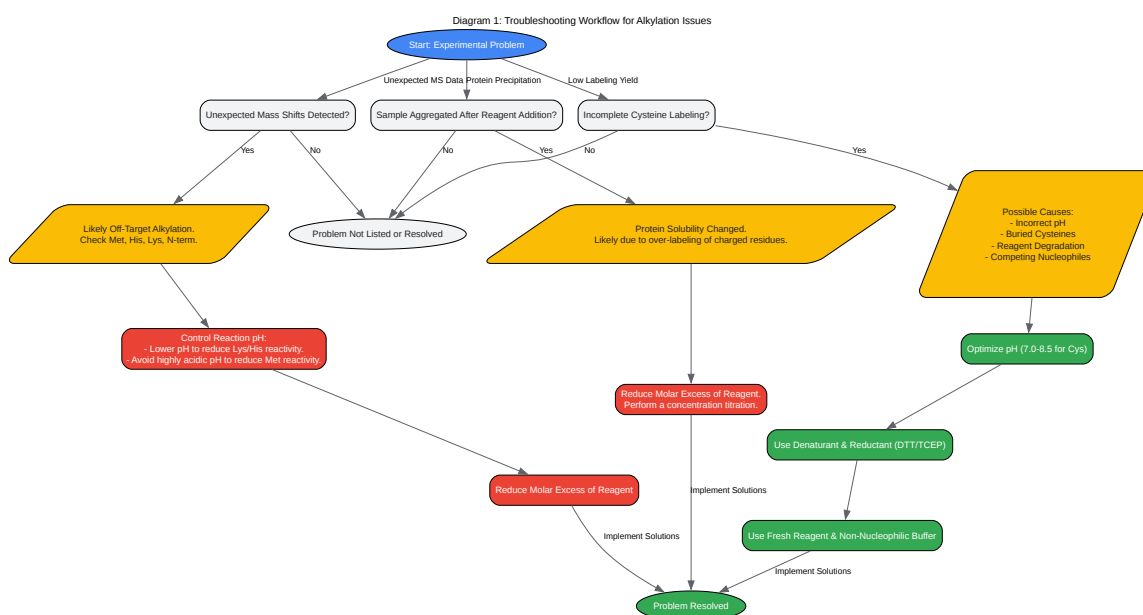 Diagram 1: Troubleshooting Workflow for Alkylation Issues
Start: Experimental Problem
Unexpected MS Data
Protein Precipitation
Low Labeling Yield
Unexpected Mass Shifts Detected?
Sample Aggregated After Reagent Addition?
Incomplete Cysteine Labeling?
Yes
No
No
Yes
No
Yes
Likely Off-Target Alkylation.
Check Met, His, Lys, N-term.
Problem Not Listed or Resolved
Protein Solubility Changed.
Likely due to over-labeling of charged residues.
Possible Causes:
- Incorrect pH
- Buried Cysteines
- Reagent Degradation
- Competing Nucleophiles
Control Reaction pH:
- Lower pH to reduce Lys/His reactivity.
- Avoid highly acidic pH to reduce Met reactivity.
Optimize pH (7.0-8.5 for Cys)
Reduce Molar Excess of Reagent.
Perform a concentration titration.
Use Denaturant & Reductant (DTT/TCEP)
Reduce Molar Excess of Reagent
Implement Solutions
Use Fresh Reagent & Non-Nucleophilic Buffer
Implement Solutions
Implement Solutions
Problem Resolved